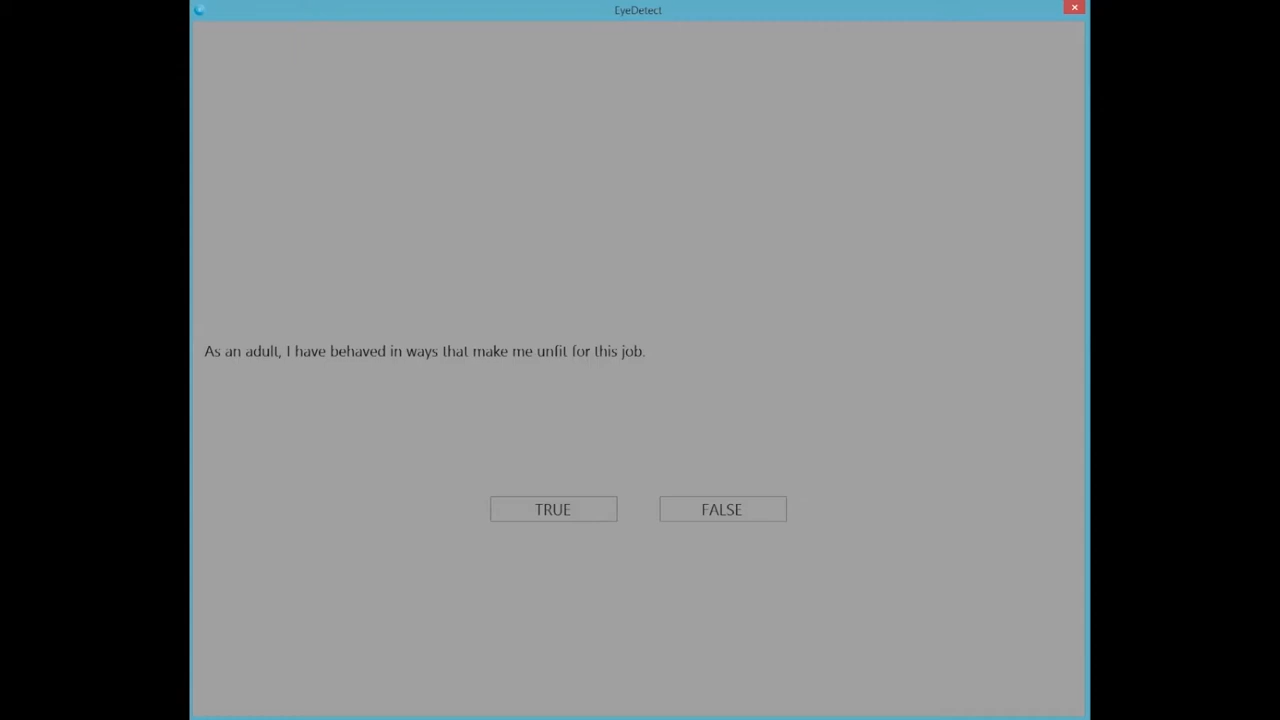 EyeDetect
As an adult, I have behaved in ways that make me unfit for this job.
TRUE
FALSE